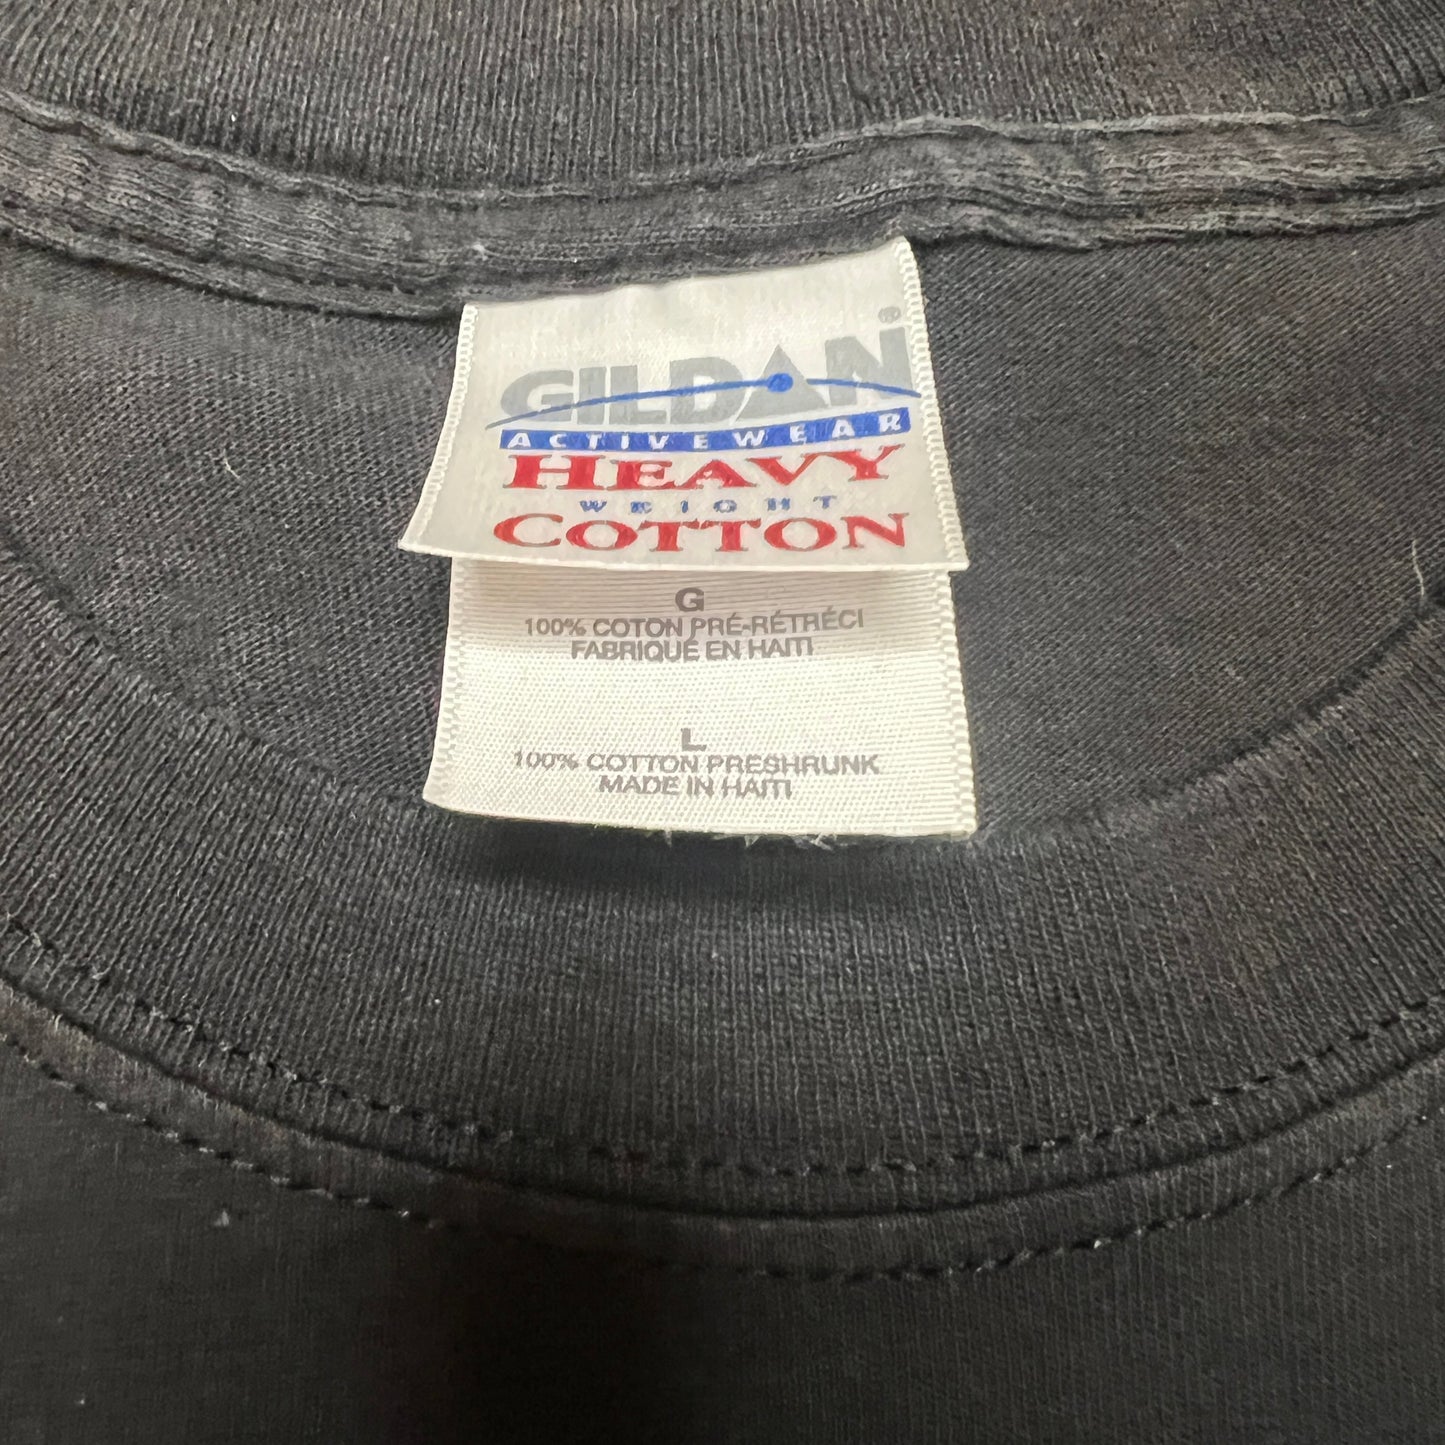 GILDAN®
ACTIVEWEAR
HEAVY
WEIGHT
COTTON
G
100% COTON PRÉ-RÉTRÉCI
FABRIQUÉ EN HAITI
L
100% COTTON PRESHRUNK
MADE IN HAITI